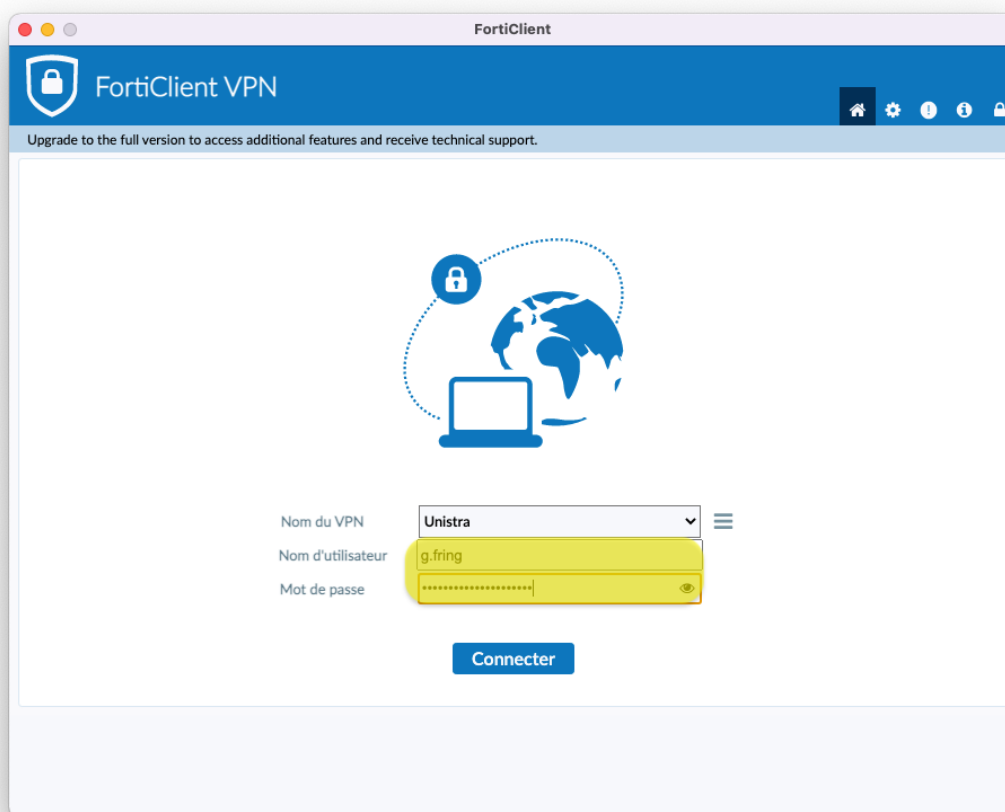 FortiClient
FortiClient VPN
Upgrade to the full version to access additional features and receive technical support.
Nom du VPN
Unistra
Nom d'utilisateur
g.fring
Mot de passe
••••••••••••••••••••••
Connecter